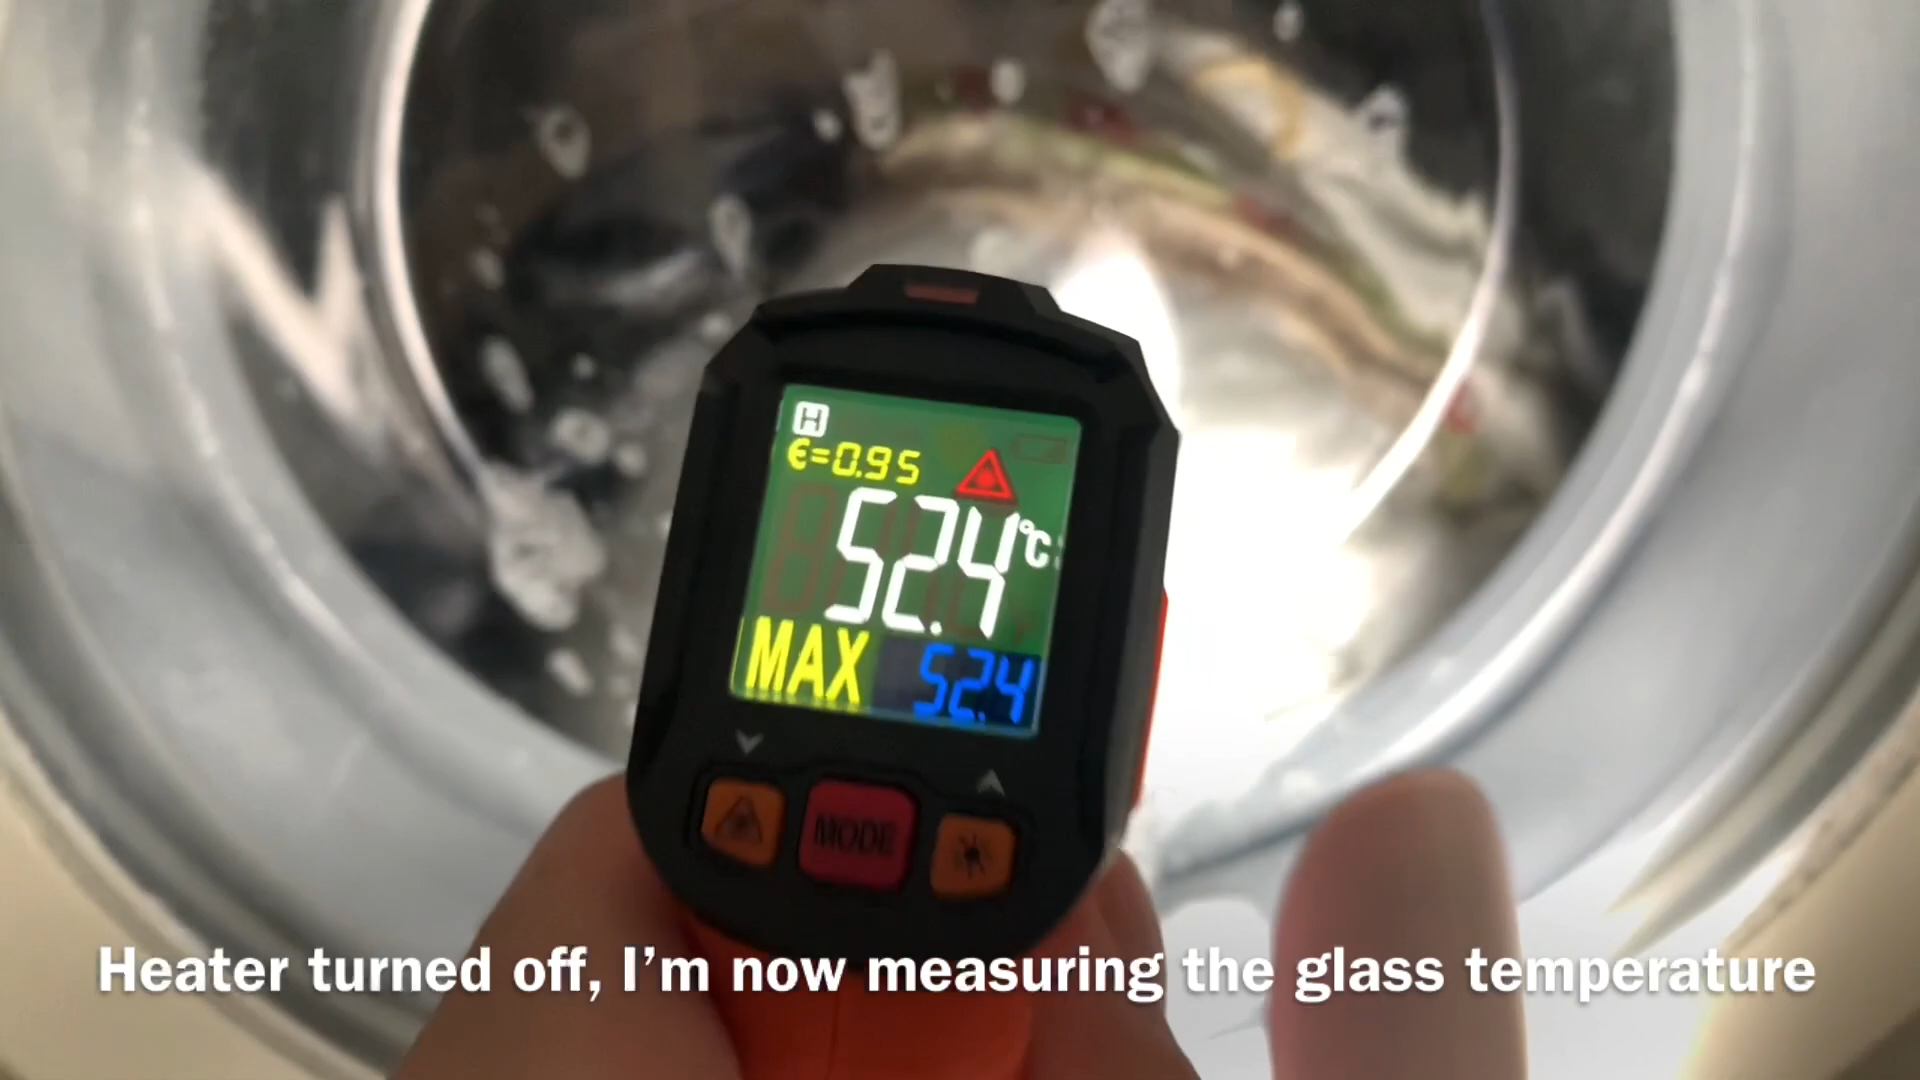 H
€=0.95
52.4°C
MAX 52.4
MODE
Heater turned off, I'm now measuring the glass temperature